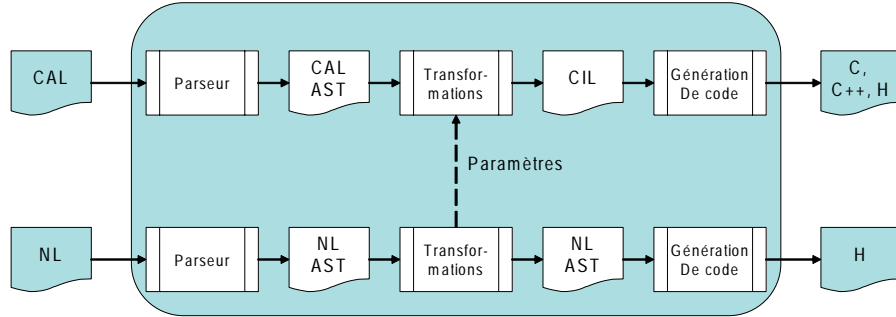 CAL
Parseur
CAL
AST
Transfor-
mations
CIL
Génération
De code
C,
C++, H
Paramètres
NL
Parseur
NL
AST
Transfor-
mations
NL
AST
Génération
De code
H